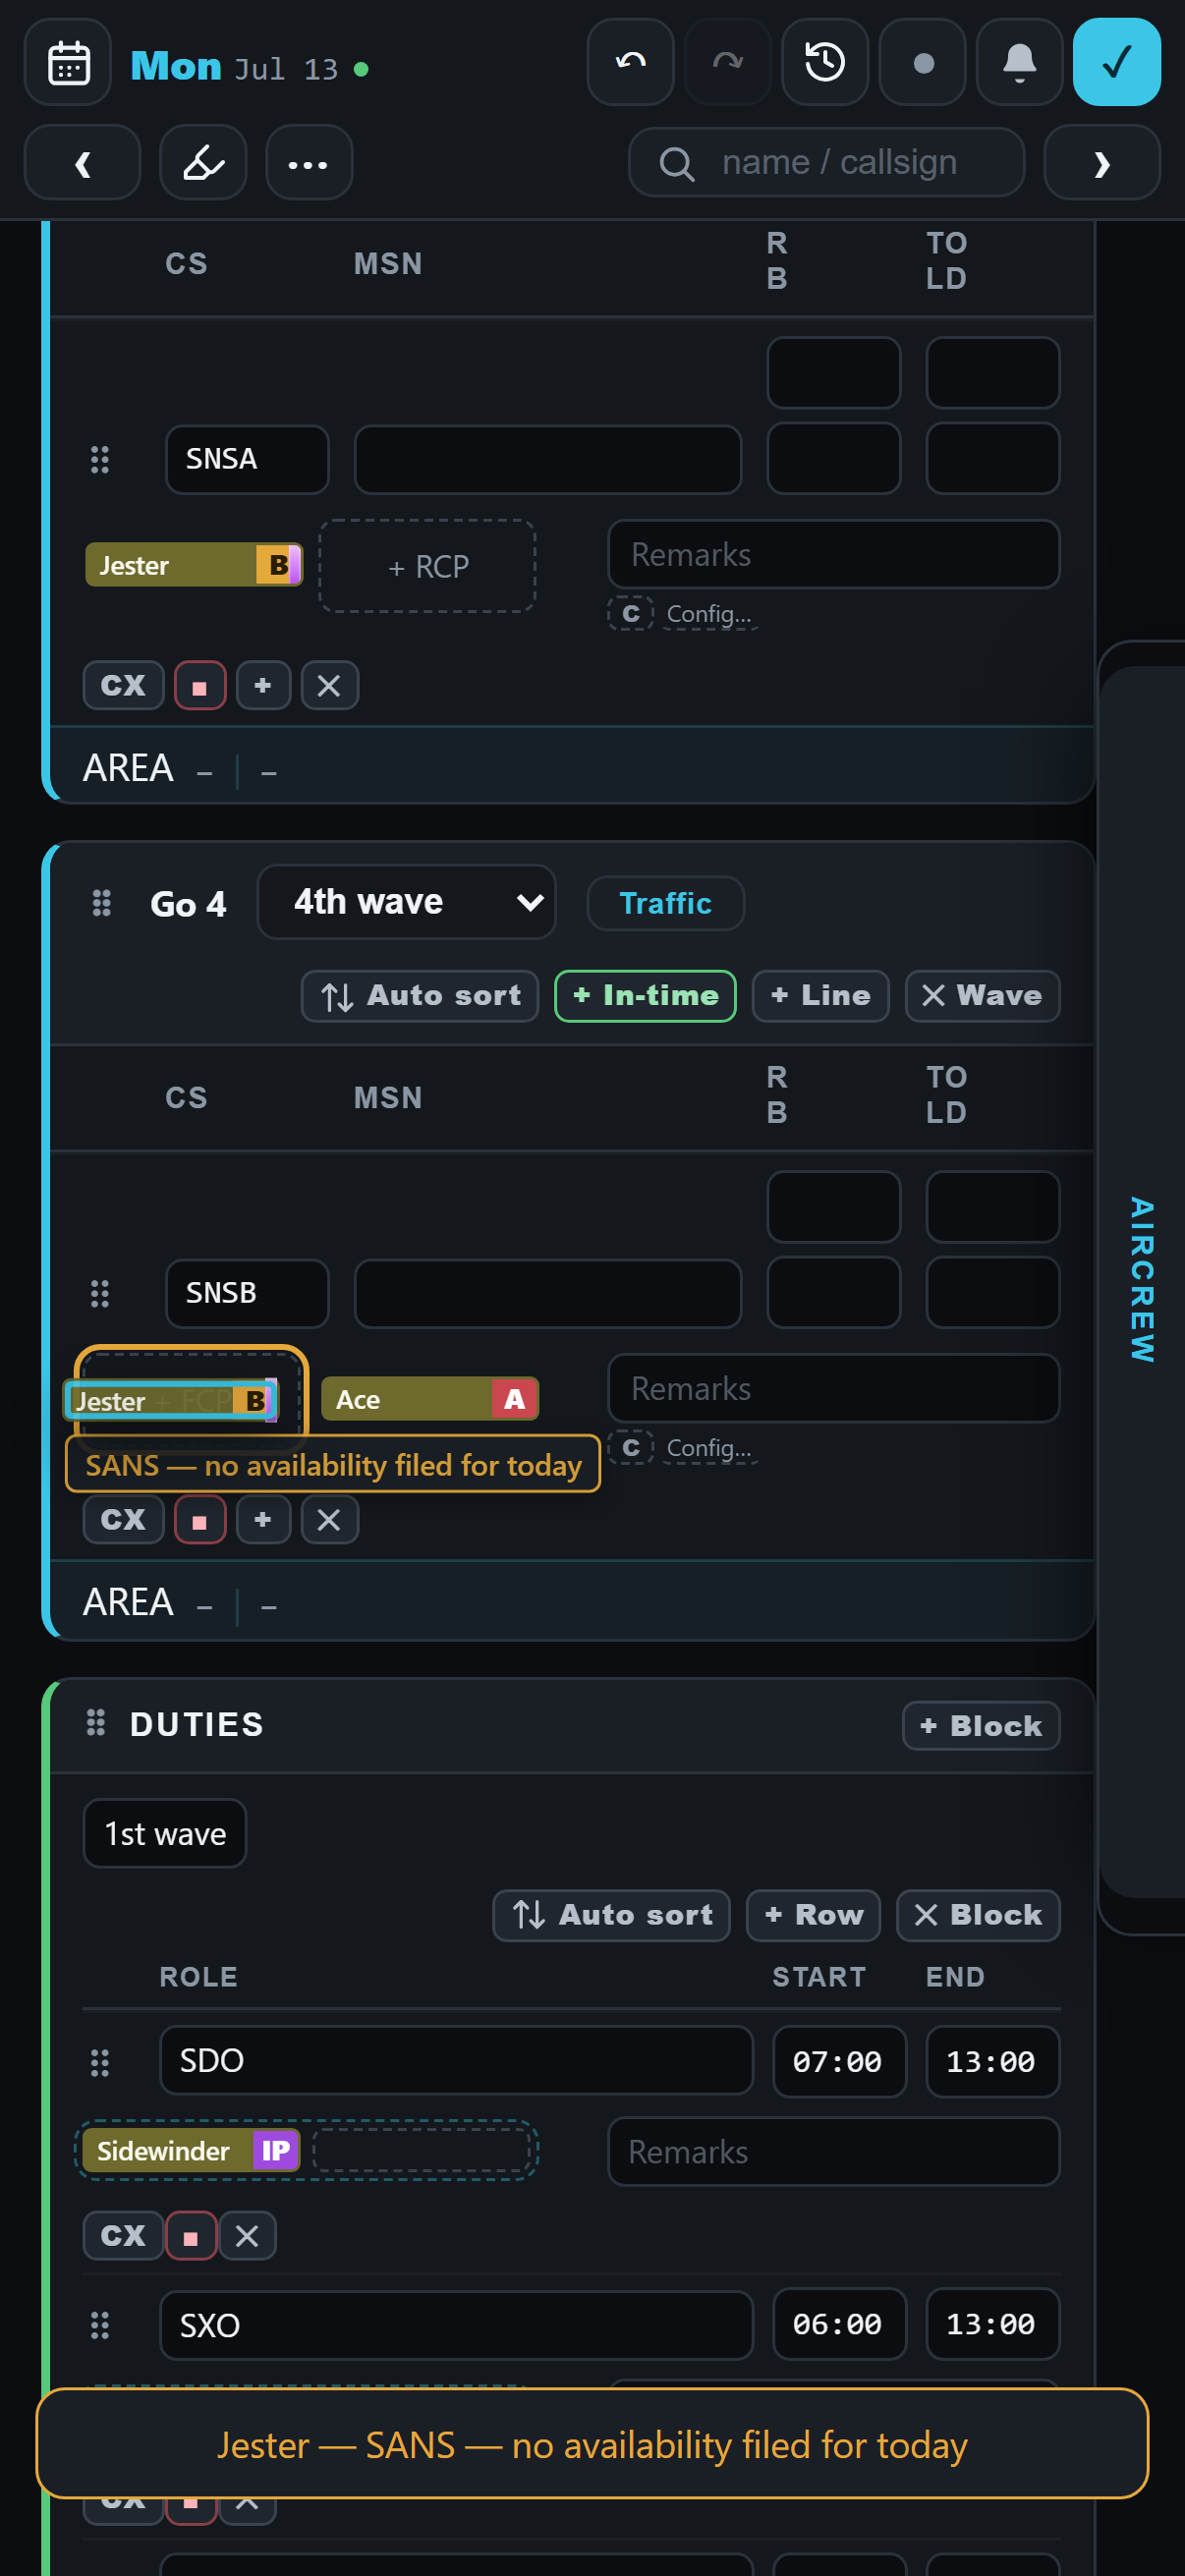 Mon Jul 13
name / callsign
CS MSN R B TO LD
SNSA
Jester B + RCP Remarks
C Config...
CX +
AREA – | –
Go 4 4th wave Traffic
Auto sort + In-time + Line × Wave
CS MSN R B TO LD
SNSB
Jester B + FCP Ace A Remarks
SANS — no availability filed for today
C Config...
CX +
AREA – | –
AIRCREW
DUTIES + Block
1st wave
Auto sort + Row × Block
ROLE START END
SDO 07:00 13:00
Sidewinder IP Remarks
CX ×
SXO 06:00 13:00
Jester — SANS — no availability filed for today
CX ×